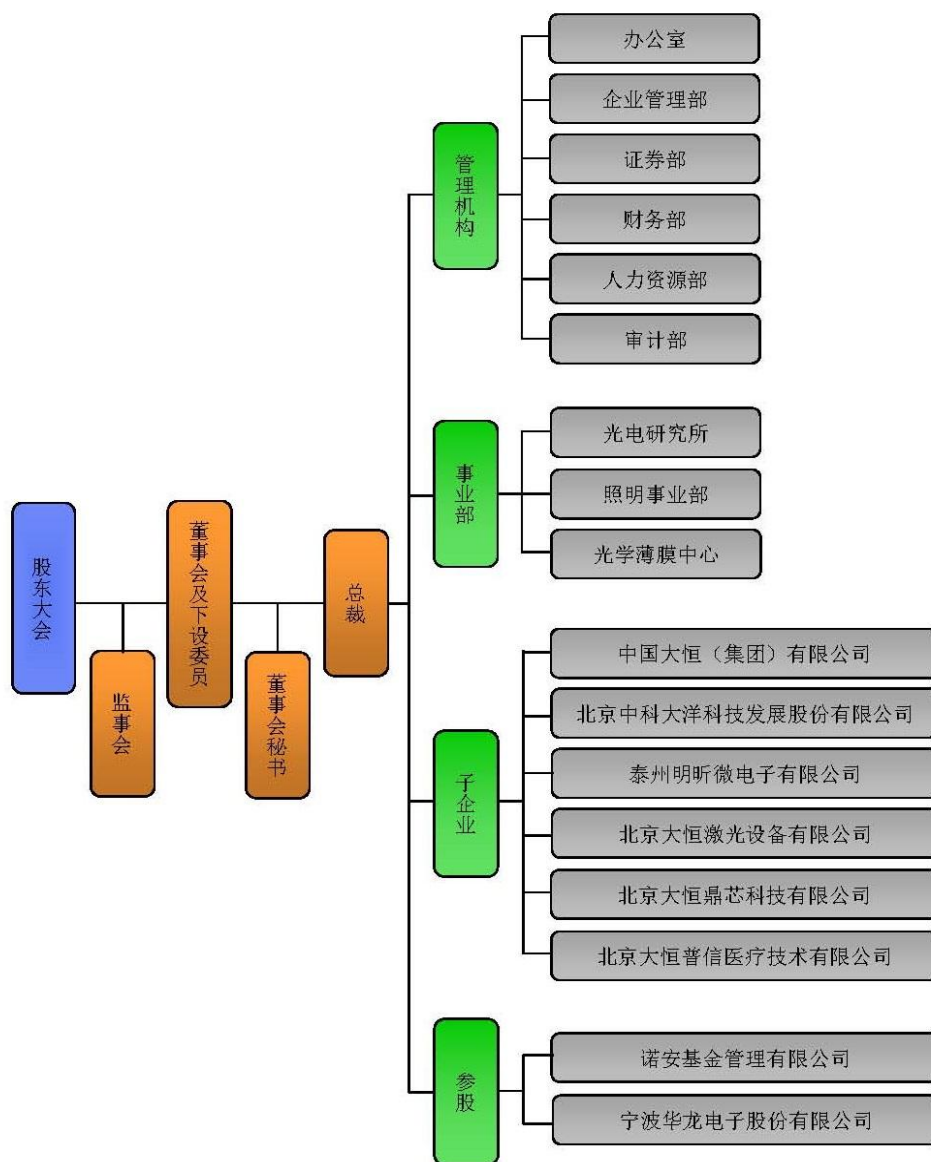 股东大会
监事会
董事会及下设委员
董事会秘书
总裁
管理机构
办公室
企业管理部
证券部
财务部
人力资源部
审计部
事业部
光电研究所
照明事业部
光学薄膜中心
子企业
中国大恒（集团）有限公司
北京中科大洋科技发展股份有限公司
泰州明昕微电子有限公司
北京大恒激光设备有限公司
北京大恒鼎芯科技有限公司
北京大恒普信医疗技术有限公司
参股
诺安基金管理有限公司
宁波华龙电子股份有限公司